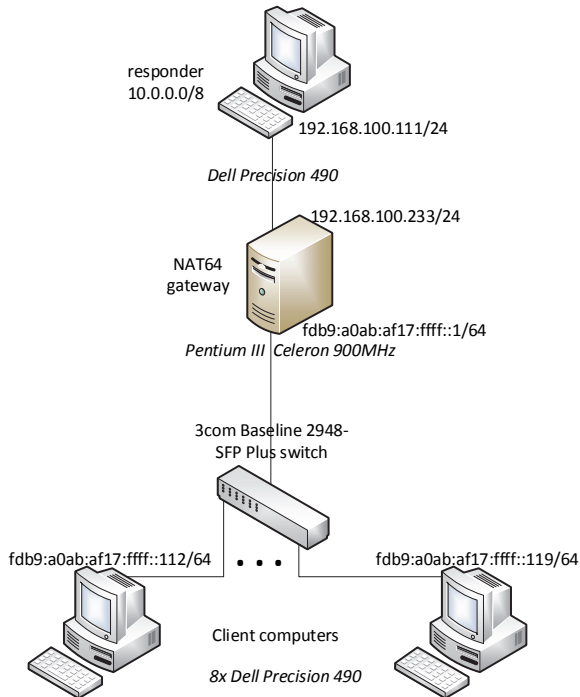 responder
10.0.0.0/8
192.168.100.111/24
Dell Precision 490
192.168.100.233/24
NAT64
gateway
fdb9:a0ab:af17:ffff::1/64
Pentium III Celeron 900MHz
3com Baseline 2948-
SFP Plus switch
fdb9:a0ab:af17:ffff::112/64
fdb9:a0ab:af17:ffff::119/64
Client computers
8x Dell Precision 490